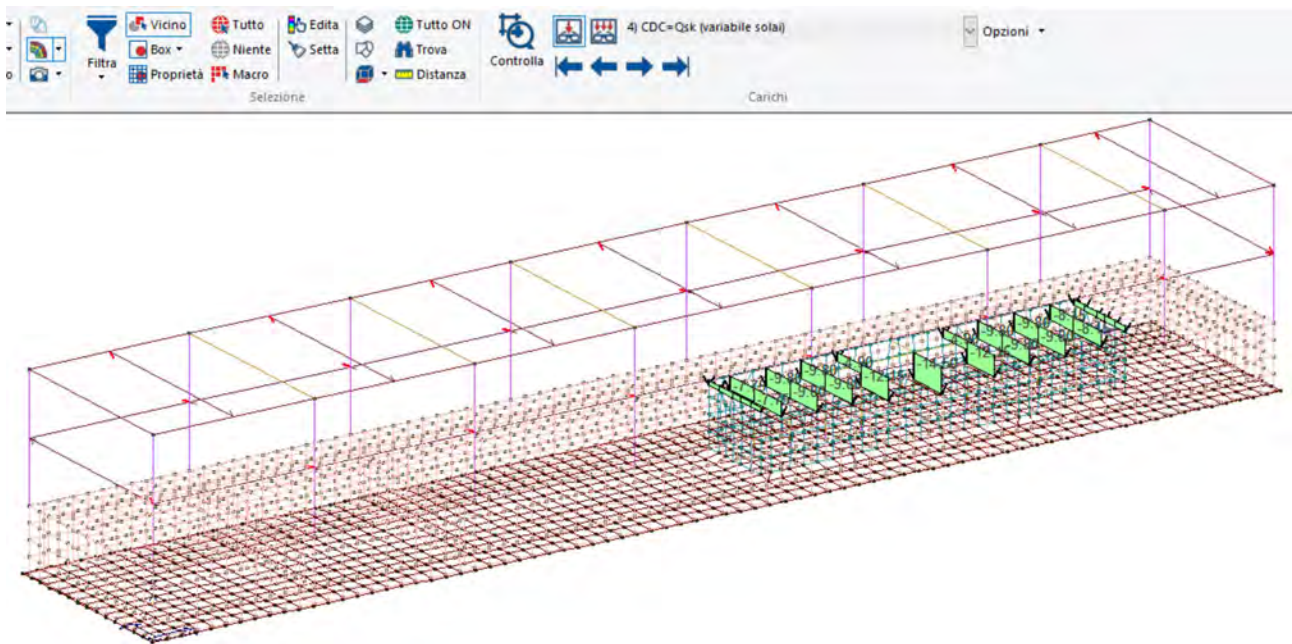 Vicino
Tutto
Edita
Tutto ON
4) CDC=Qsk (variabile solai)
Opzioni
Filtra
Box
Niente
Setta
Trova
Controlla
Proprietà
Macro
Distanza
Selezione
Carichi